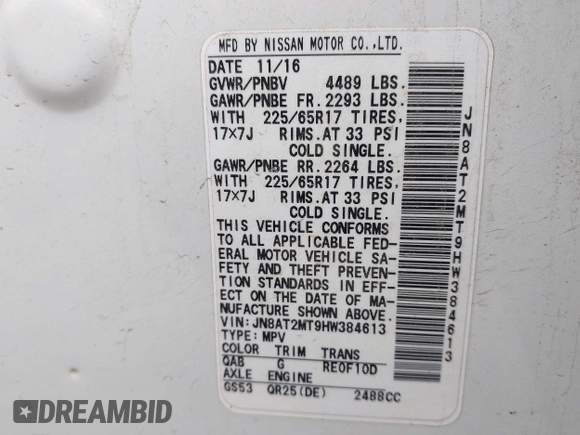 MFD BY NISSAN MOTOR CO.,LTD.
DATE 11/16
GVWR/PNBV 4489 LBS.
GAWR/PNBE FR. 2293 LBS.
WITH 225/65R17 TIRES,
17×7J RIMS.AT 33 PSI
COLD SINGLE.
GAWR/PNBE RR. 2264 LBS.
WITH 225/65R17 TIRES,
17×7J RIMS.AT 33 PSI
COLD SINGLE.
THIS VEHICLE CONFORMS
TO ALL APPLICABLE FED-
ERAL MOTOR VEHICLE SA-
FETY AND THEFT PREVEN-
TION STANDARDS IN EFF-
ECT ON THE DATE OF MA-
NUFACTURE SHOWN ABOVE.
VIN: JN8AT2MT9HW384613
TYPE: MPV
COLOR TRIM TRANS
QAB G RE0F10D
AXLE ENGINE
GS53 QR25(DE) 2488CC
JN8AT2MT9HW384613
DREAMBID